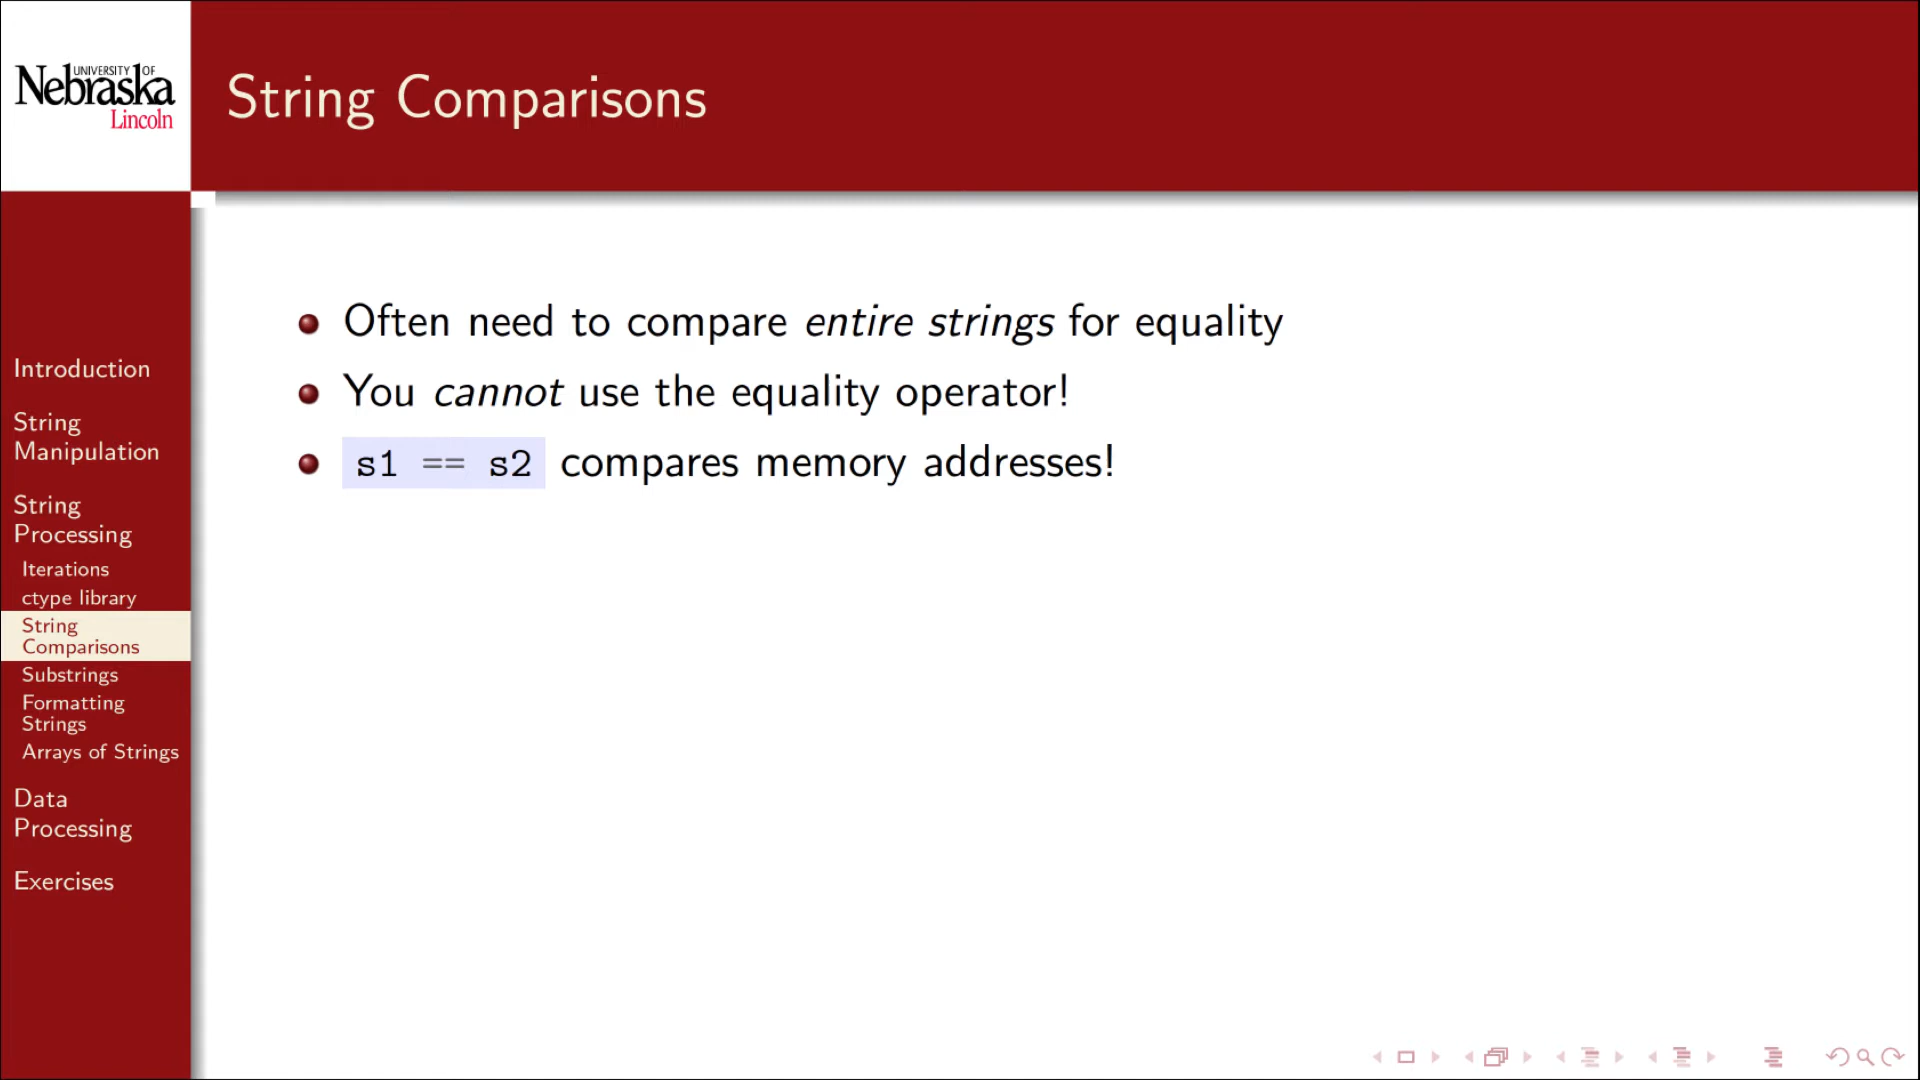 UNIVERSITY OF
Nebraska
Lincoln
String Comparisons
Introduction
String
Manipulation
String
Processing
Iterations
ctype library
String
Comparisons
Substrings
Formatting
Strings
Arrays of Strings
Data
Processing
Exercises
Often need to compare entire strings for equality
You cannot use the equality operator!
s1 == s2 compares memory addresses!